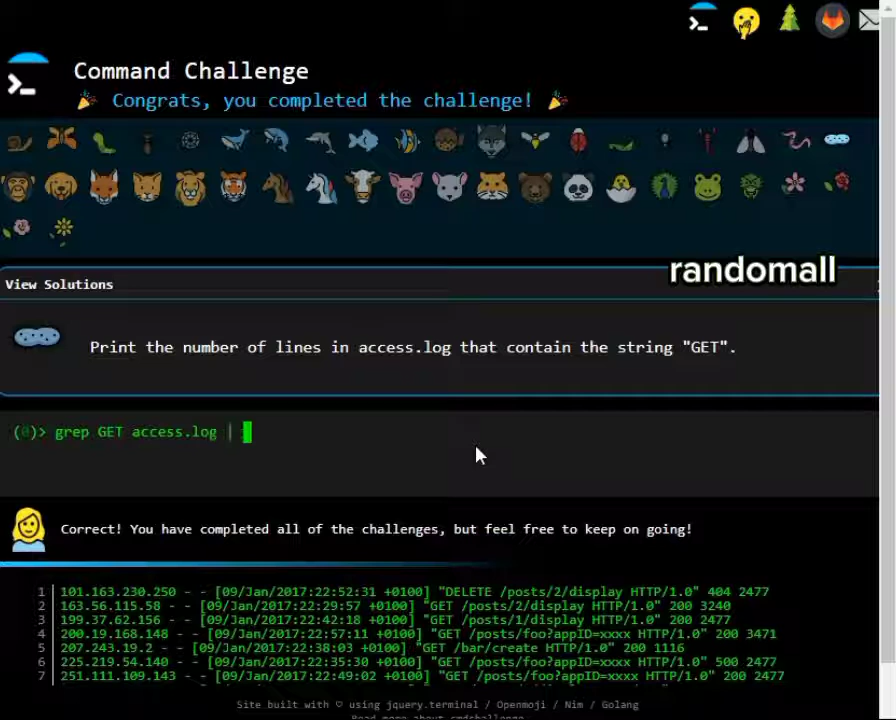 Command Challenge
Congrats, you completed the challenge!
randomall
View Solutions
Print the number of lines in access.log that contain the string "GET".
(0)> grep GET access.log |
Correct! You have completed all of the challenges, but feel free to keep on going!
1 101.163.230.250 - - [09/Jan/2017:22:52:31 +0100] "DELETE /posts/2/display HTTP/1.0" 404 2477
2 163.56.115.58 - - [09/Jan/2017:22:29:57 +0100] "GET /posts/2/display HTTP/1.0" 200 3240
3 199.37.62.156 - - [09/Jan/2017:22:42:18 +0100] "GET /posts/1/display HTTP/1.0" 200 2477
4 200.19.168.148 - - [09/Jan/2017:22:57:11 +0100] "GET /posts/foo?appID=xxxx HTTP/1.0" 200 3471
5 207.243.19.2 - - [09/Jan/2017:22:38:03 +0100] "GET /bar/create HTTP/1.0" 200 1116
6 225.219.54.140 - - [09/Jan/2017:22:35:30 +0100] "GET /posts/foo?appID=xxxx HTTP/1.0" 500 2477
7 251.111.109.143 - - [09/Jan/2017:22:49:02 +0100] "GET /posts/foo?appID=xxxx HTTP/1.0" 200 2477
Site built with ♡ using jquery.terminal / Openmoji / Nim / Golang
Read more about cmdchallenge